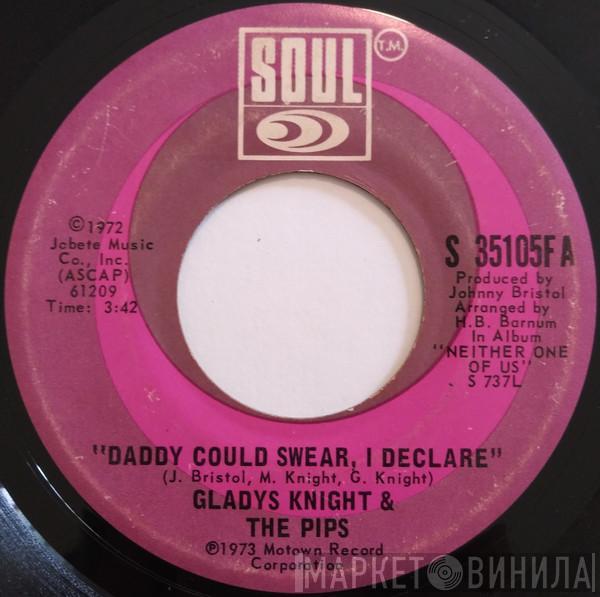 SOUL
T.M.
©1972
Jobete Music
Co., Inc.
(ASCAP)
61209
Time: 3:42
S 35105F A
Produced by
Johnny Bristol
Arranged by
H.B. Barnum
In Album
"NEITHER ONE
OF US"
S 737L
"DADDY COULD SWEAR, I DECLARE"
(J. Bristol, M. Knight, G. Knight)
GLADYS KNIGHT &
THE PIPS
℗1973 Motown Record
Corporation
МАРКЕТ ВИНИЛА